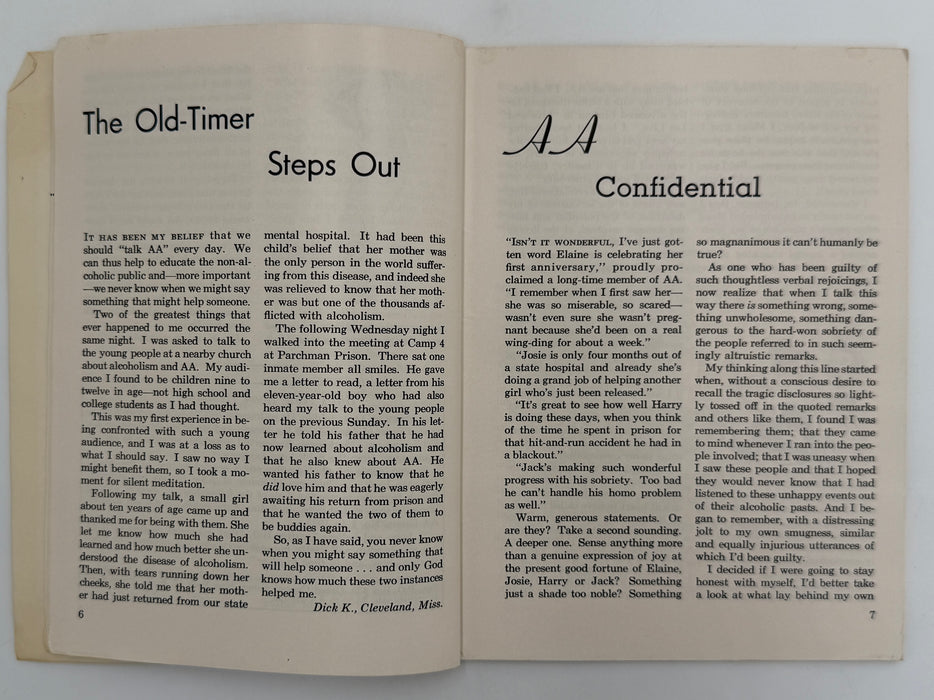 The Old-Timer
Steps Out
IT HAS BEEN MY BELIEF that we
should "talk AA" every day. We
can thus help to educate the non-al-
coholic public and—more important
—we never know when we might say
something that might help someone.
Two of the greatest things that
ever happened to me occurred the
same night. I was asked to talk to
the young people at a nearby church
about alcoholism and AA. My audi-
ence I found to be children nine to
twelve in age—not high school and
college students as I had thought.
This was my first experience in be-
ing confronted with such a young
audience, and I was at a loss as to
what I should say. I saw no way I
might benefit them, so I took a mo-
ment for silent meditation.
Following my talk, a small girl
about ten years of age came up and
thanked me for being with them. She
let me know how much she had
learned and how much better she un-
derstood the disease of alcoholism.
Then, with tears running down her
cheeks, she told me that her moth-
er had just returned from our state
mental hospital. It had been this
child's belief that her mother was
the only person in the world suffer-
ing from this disease, and indeed she
was relieved to know that her moth-
er was but one of the thousands af-
flicted with alcoholism.
The following Wednesday night I
walked into the meeting at Camp 4
at Parchman Prison. There sat one
inmate member all smiles. He gave
me a letter to read, a letter from his
eleven-year-old boy who had also
heard my talk to the young people
on the previous Sunday. In his let-
ter he told his father that he had
now learned about alcoholism and
that he also knew about AA. He
wanted his father to know that he
did love him and that he was eagerly
awaiting his return from prison and
that he wanted the two of them to
be buddies again.
So, as I have said, you never know
when you might say something that
will help someone . . . and only God
knows how much these two instances
helped me.
Dick K., Cleveland, Miss.
6
AA
Confidential
"ISN'T IT WONDERFUL, I've just got-
ten word Elaine is celebrating her
first anniversary," proudly pro-
claimed a long-time member of AA.
"I remember when I first saw her—
she was so miserable, so scared—
wasn't even sure she wasn't preg-
nant because she'd been on a real
wing-ding for about a week."
"Josie is only four months out of
a state hospital and already she's
doing a grand job of helping another
girl who's just been released."
"It's great to see how well Harry
is doing these days, when you think
of the time he spent in prison for
that hit-and-run accident he had in
a blackout."
"Jack's making such wonderful
progress with his sobriety. Too bad
he can't handle his homo problem
as well."
Warm, generous statements. Or
are they? Take a second sounding.
A deeper one. Sense anything more
than a genuine expression of joy at
the present good fortune of Elaine,
Josie, Harry or Jack? Something
just a shade too noble? Something
so magnanimous it can't humanly be
true?
As one who has been guilty of
such thoughtless verbal rejoicings, I
now realize that when I talk this
way there is something wrong, some-
thing unwholesome, something dan-
gerous to the hard-won sobriety of
the people referred to in such seem-
ingly altruistic remarks.
My thinking along this line started
when, without a conscious desire to
recall the tragic disclosures so light-
ly tossed off in the quoted remarks
and others like them, I found I was
remembering them; that they came
to mind whenever I ran into the peo-
ple involved; that I was uneasy when
I saw these people and that I hoped
they would never know that I had
listened to these unhappy events out
of their alcoholic pasts. And I be-
gan to remember, with a distressing
jolt to my own smugness, similar
and equally injurious utterances of
which I'd been guilty.
I decided if I were going to stay
honest with myself, I'd better take
a look at what lay behind my own
7